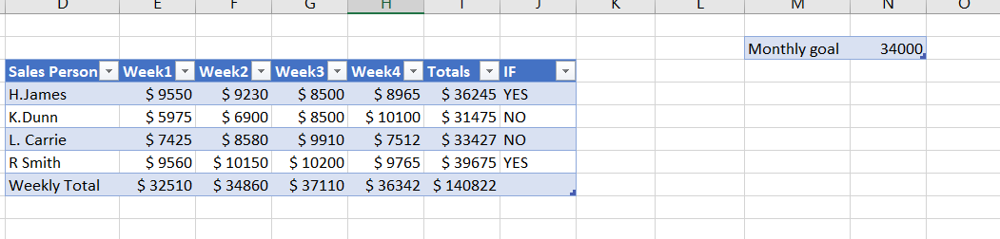 D E F G H I J K L M N O
Monthly goal 34000
Sales Person Week1 Week2 Week3 Week4 Totals IF
H.James $ 9550 $ 9230 $ 8500 $ 8965 $ 36245 YES
K.Dunn $ 5975 $ 6900 $ 8500 $ 10100 $ 31475 NO
L. Carrie $ 7425 $ 8580 $ 9910 $ 7512 $ 33427 NO
R Smith $ 9560 $ 10150 $ 10200 $ 9765 $ 39675 YES
Weekly Total $ 32510 $ 34860 $ 37110 $ 36342 $ 140822